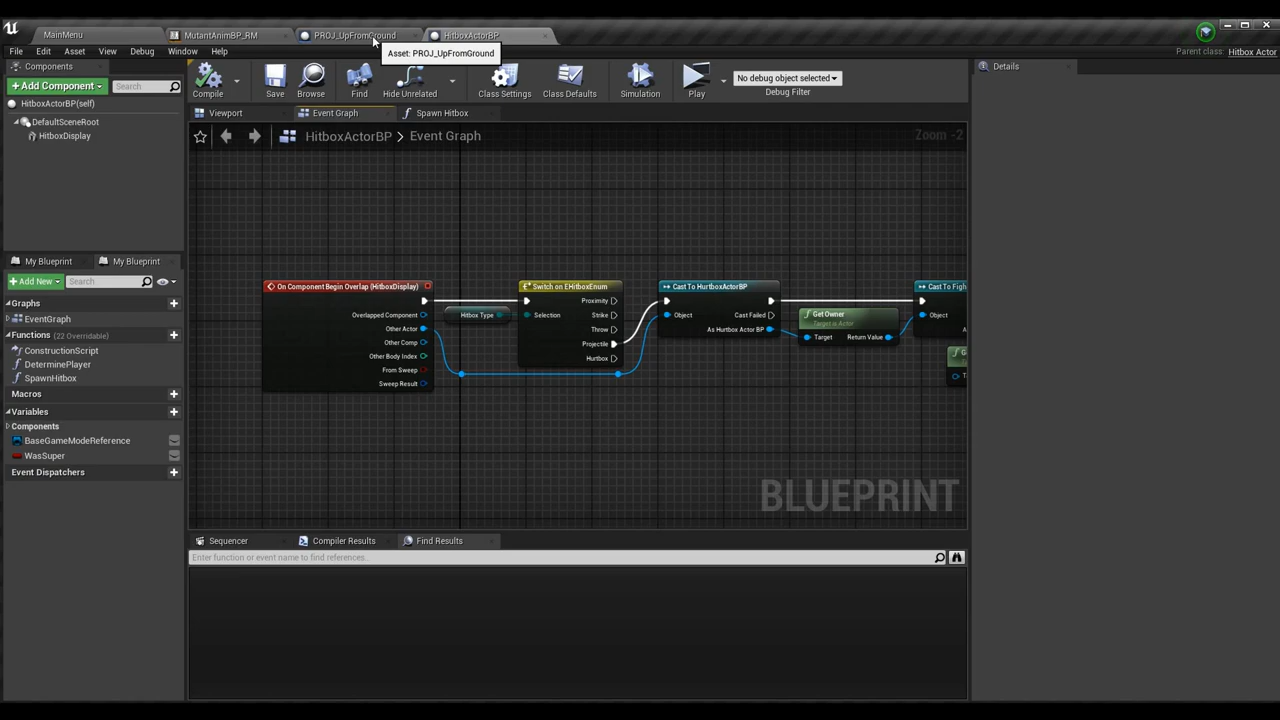 MainMenu
MutantAnimBP_RM
PROJ_UpFromGround
HitboxActorBP
File Edit Asset View Debug Window Help
Asset: PROJ_UpFromGround
Parent class: Hitbox Actor
Components
Details
+Add Component
Search
HitboxActorBP(self)
DefaultSceneRoot
HitboxDisplay
Compile
Save
Browse
Find
Hide Unrelated
Class Settings
Class Defaults
Simulation
Play
No debug object selected
Debug Filter
Viewport
Event Graph
Spawn Hitbox
HitboxActorBP > Event Graph
Zoom -2
On Component Begin Overlap (HitboxDisplay)
Overlapped Component
Other Actor
Other Comp
Other Body Index
From Sweep
Sweep Result
Hitbox Type
Switch on EHitboxEnum
Selection
Proximity
Strike
Throw
Projectile
Hurtbox
Cast To HurtboxActorBP
Object
Cast Failed
As Hurtbox Actor BP
Get Owner
Target is Actor
Target
Return Value
Cast To Figh
Object
BLUEPRINT
My Blueprint
My Blueprint
+Add New
Search
Graphs
EventGraph
Functions (22 Overridable)
ConstructionScript
DeterminePlayer
SpawnHitbox
Macros
Variables
Components
BaseGameModeReference
WasSuper
Event Dispatchers
Sequencer
Compiler Results
Find Results
Enter function or event name to find references...